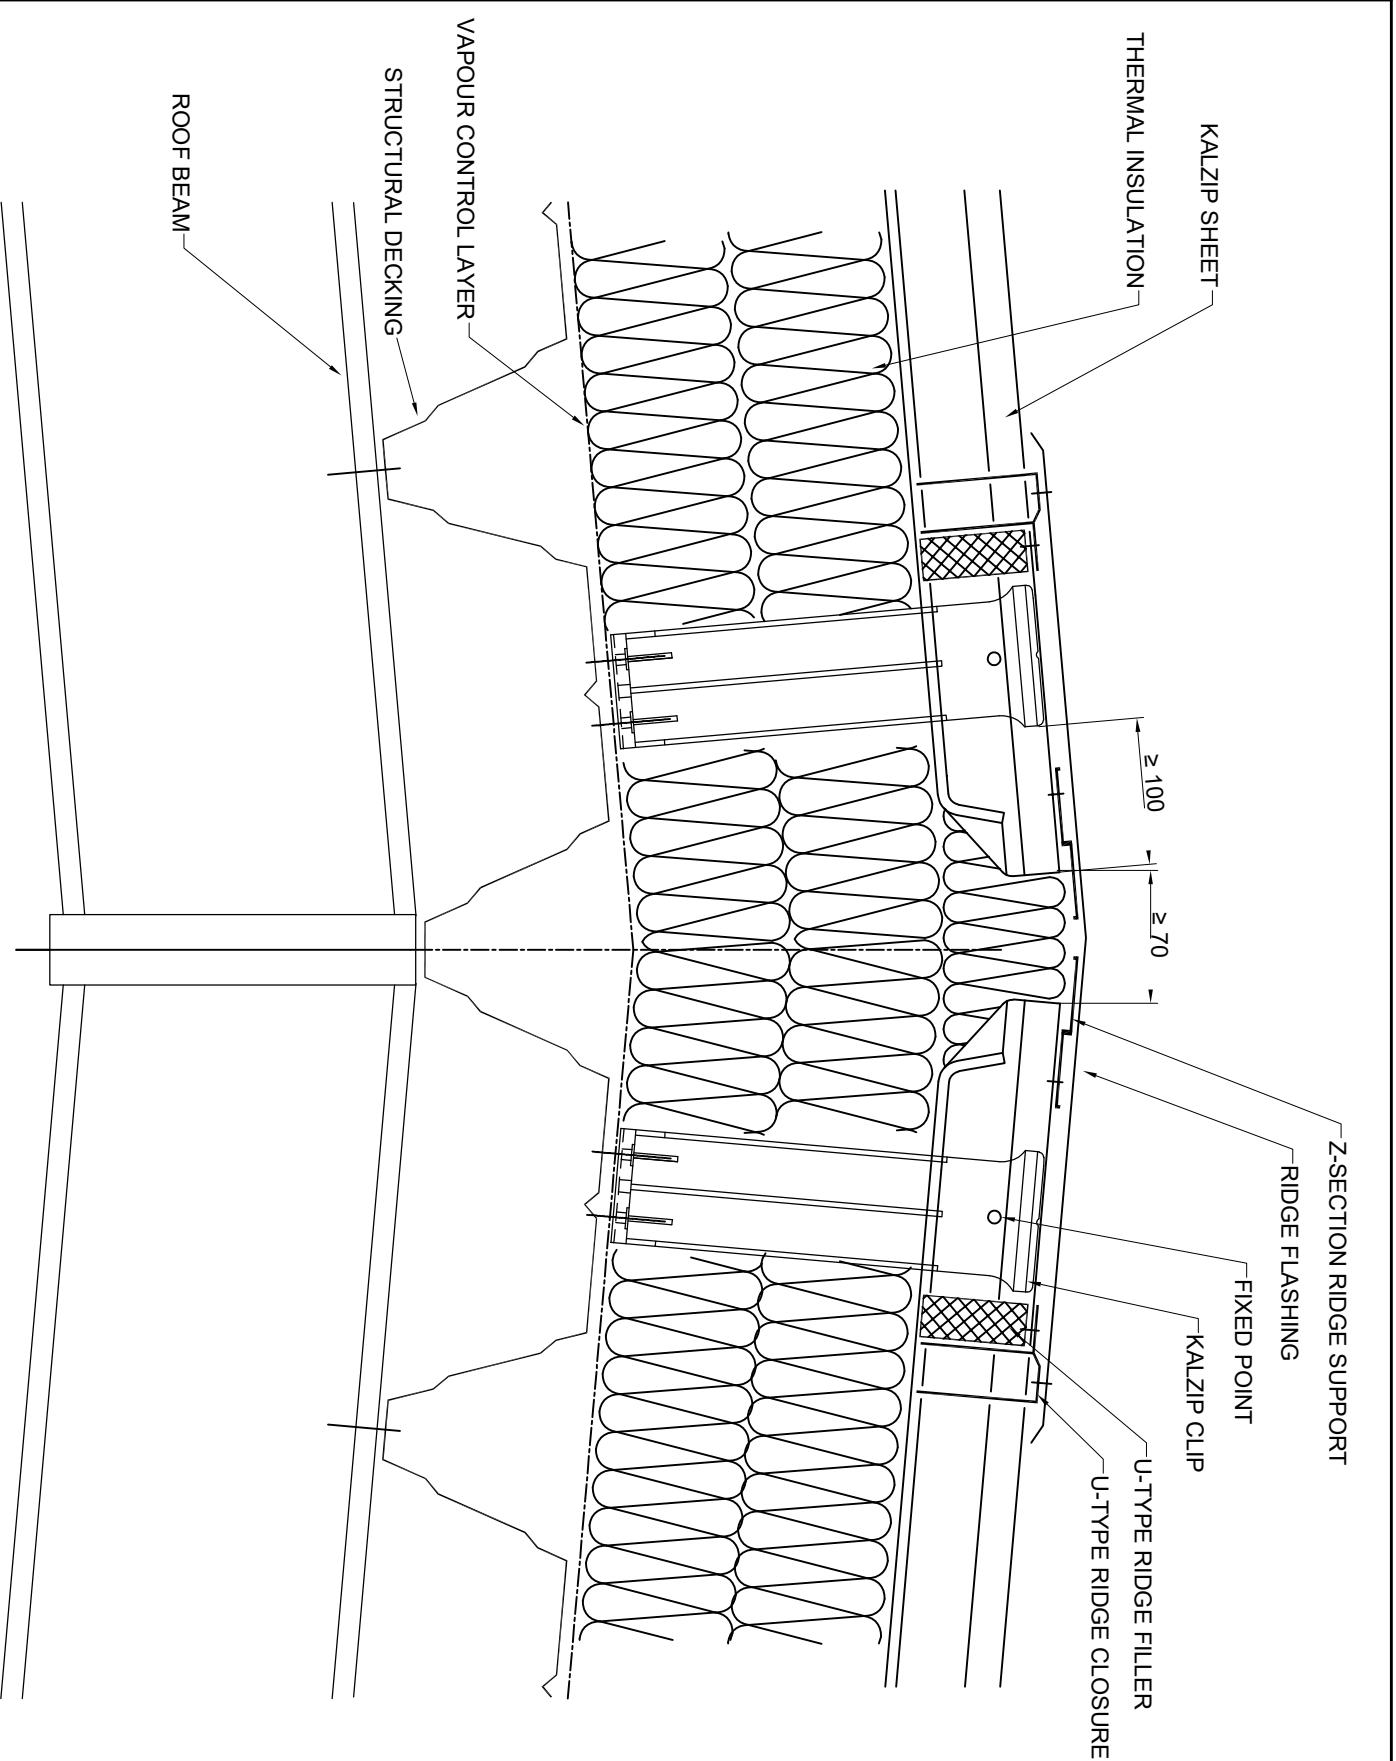 KALZIP SHEET
THERMAL INSULATION
VAPOUR CONTROL LAYER
STRUCTURAL DECKING
ROOF BEAM
≥ 100
≥ 70
Z-SECTION RIDGE SUPPORT
RIDGE FLASHING
FIXED POINT
KALZIP CLIP
U-TYPE RIDGE FILLER
U-TYPE RIDGE CLOSURE